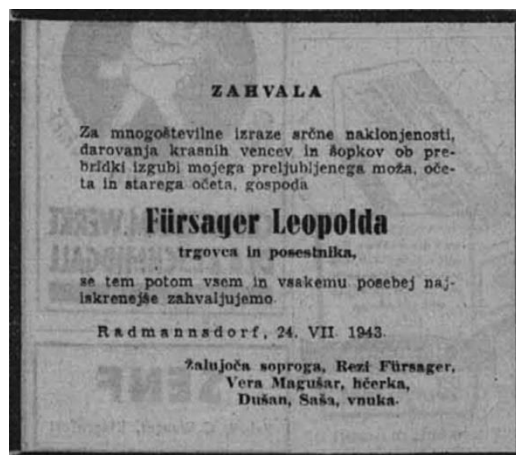 ZAHVALA
Za mnogoštevilne izraze srčne naklonjenosti,
darovanja krasnih vencev in šopkov ob pre-
bridki izgubi mojega preljubljenega moža, oče-
ta in starega očeta, gospoda
Fürsager Leopolda
trgovca in posestnika,
se tem potom vsem in vsakemu posebej naj-
iskrenejše zahvaljujemo.
Radmannsdorf, 24. VII. 1943.
Žalujoča soproga, Rezi Fürsager,
Vera Magušar, hčerka,
Dušan, Saša, vnuka.